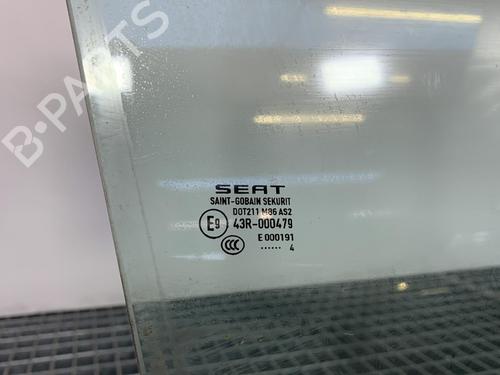 B-PARTS
SEAT
SAINT-GOBAIN SEKURIT
DOT211 M86 AS2
E9 43R-000479
CCC E 000191
...... 4